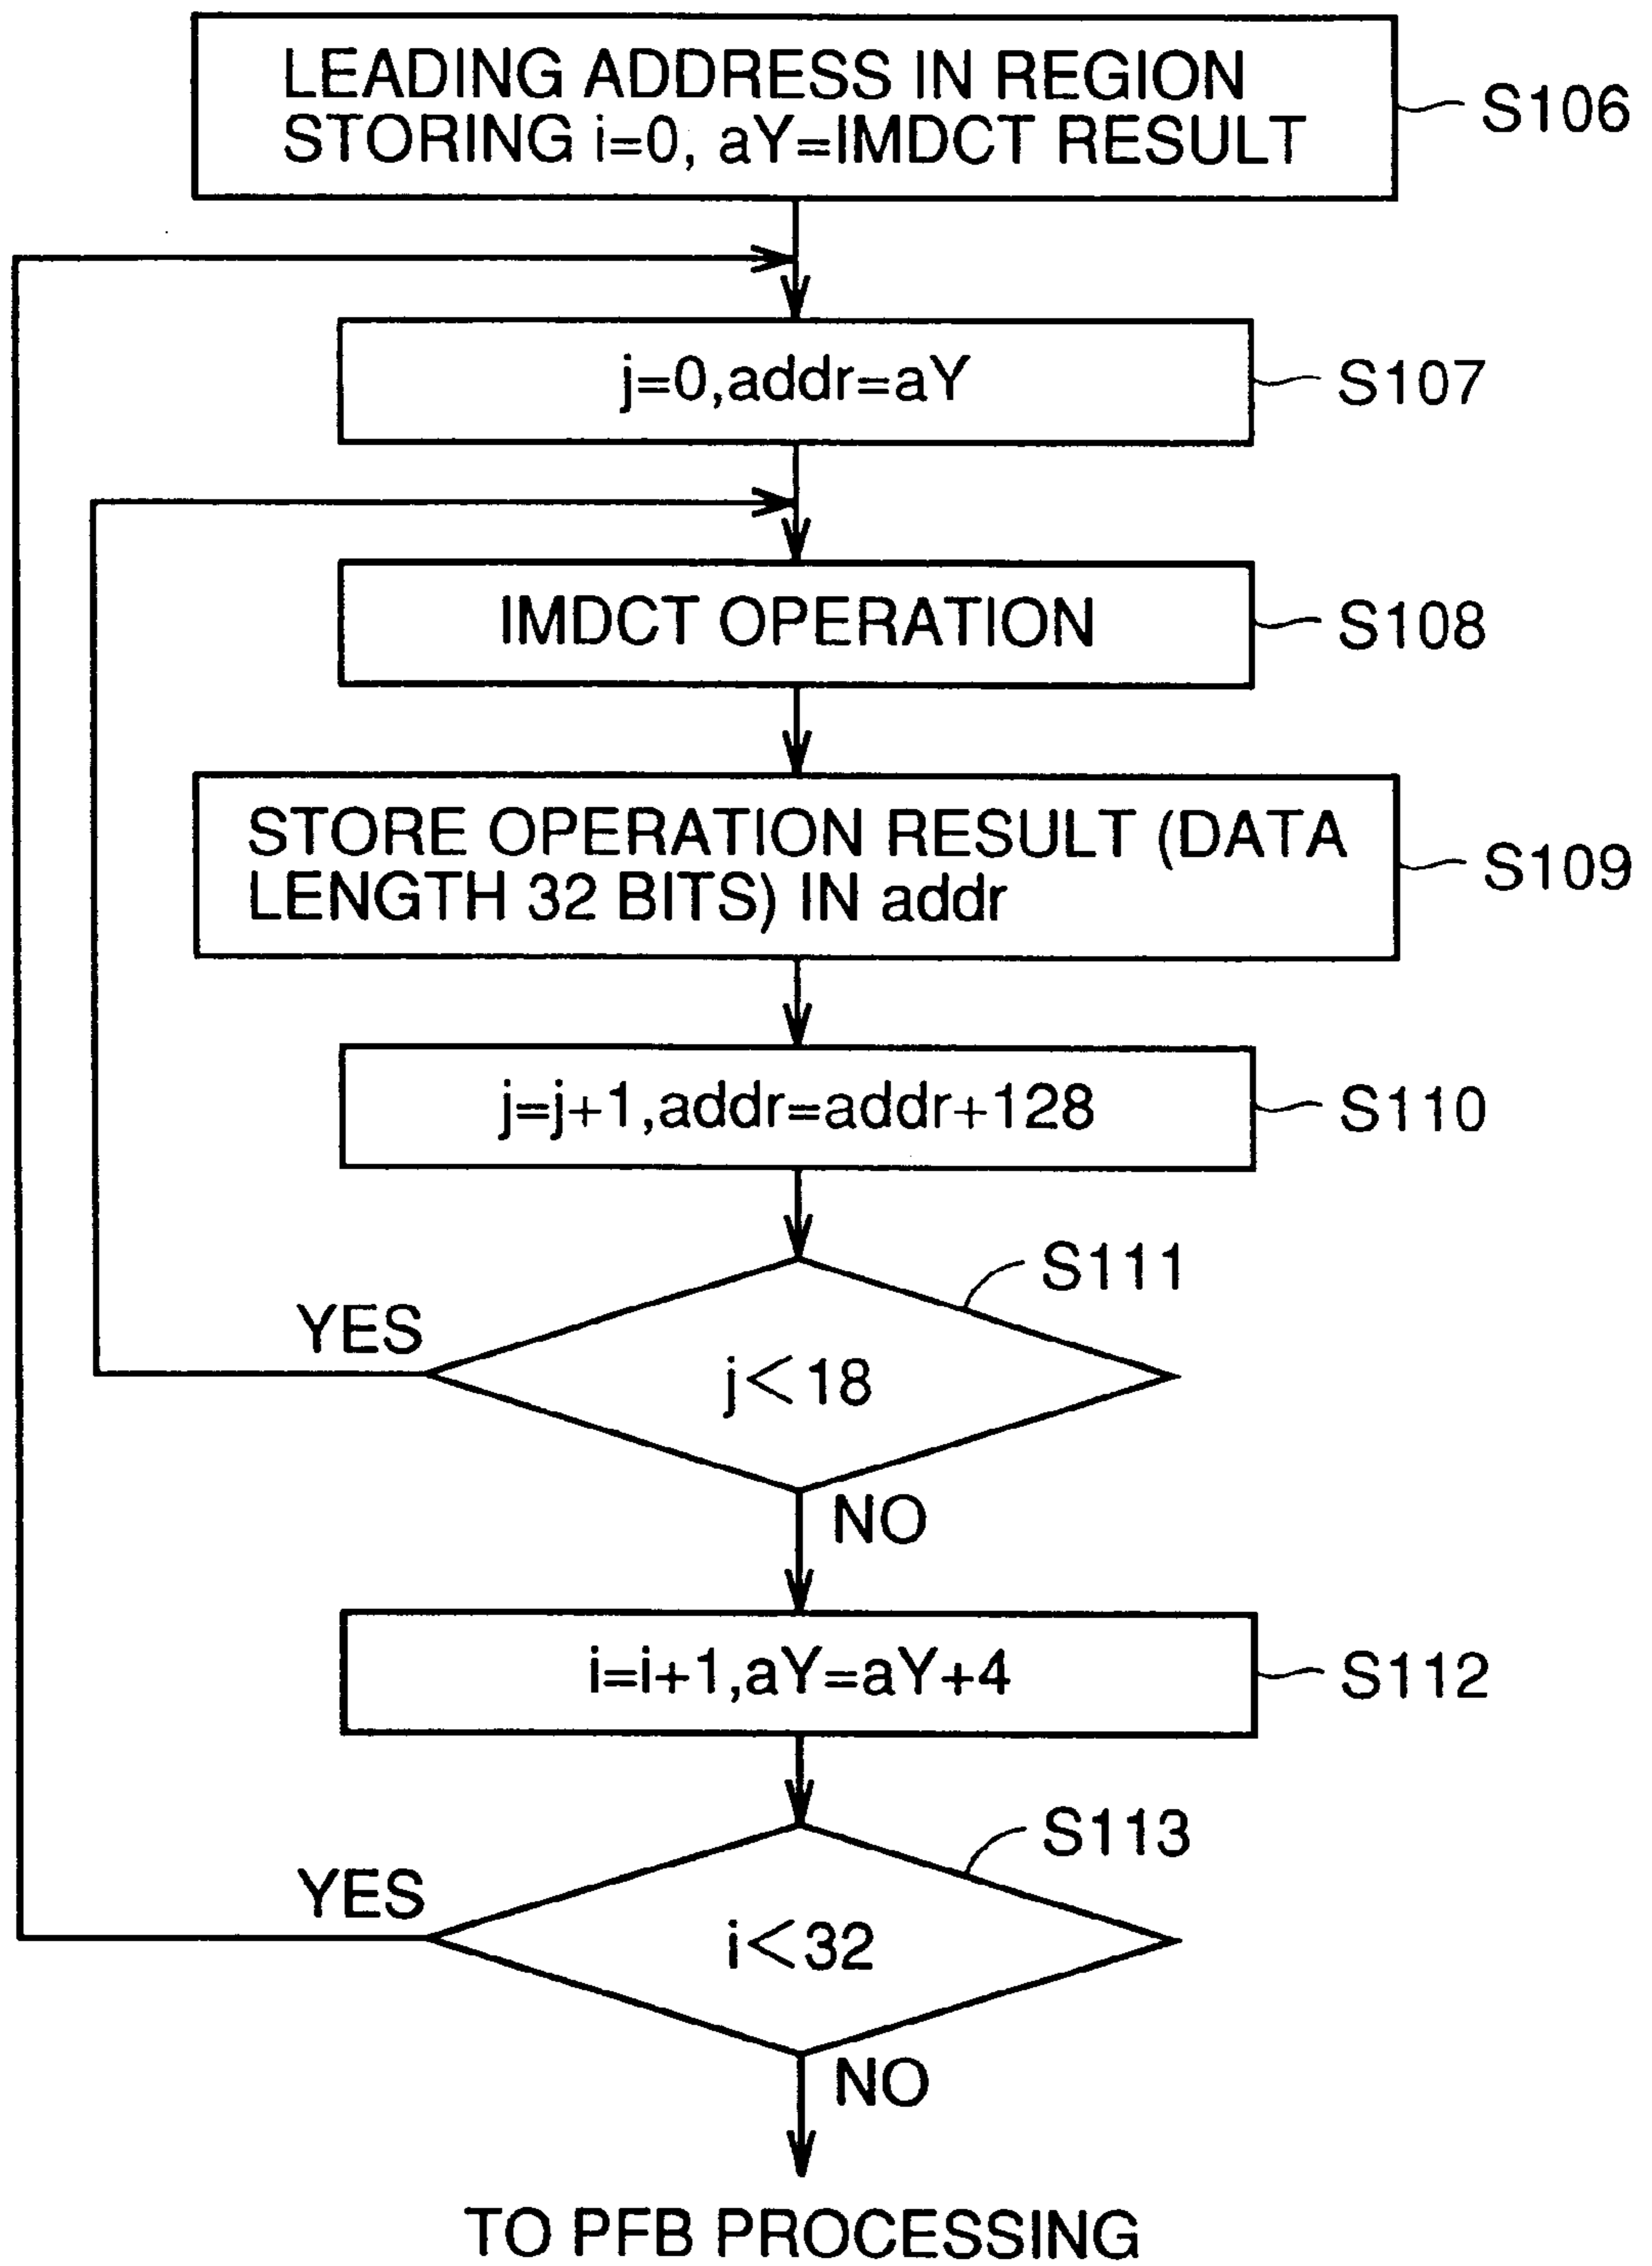 LEADING ADDRESS IN REGION
STORING i=0, aY=IMDCT RESULT
S106
j=0,addr=aY
S107
IMDCT OPERATION
S108
STORE OPERATION RESULT (DATA
LENGTH 32 BITS) IN addr
S109
j=j+1,addr=addr+128
S110
S111
YES
j<18
NO
i=i+1,aY=aY+4
S112
S113
YES
i<32
NO
TO PFB PROCESSING